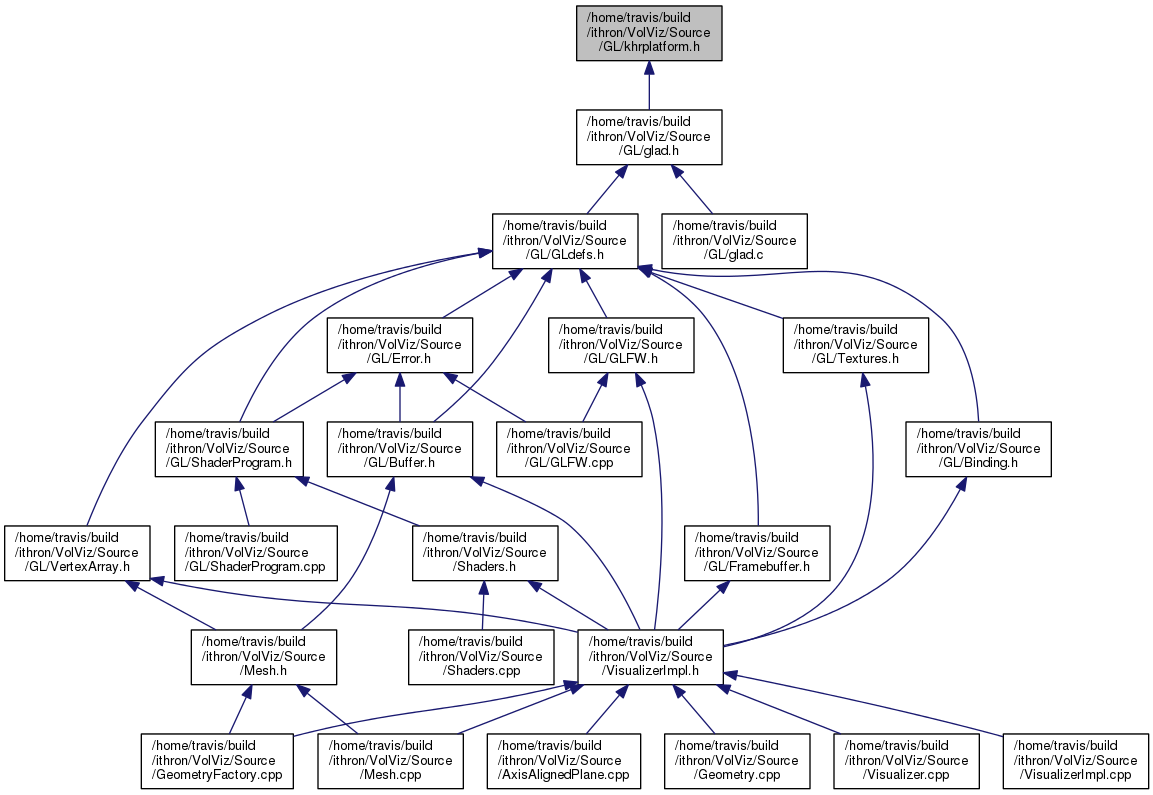 /home/travis/build
/ithron/VolViz/Source
/GL/khrplatform.h
/home/travis/build
/ithron/VolViz/Source
/GL/glad.h
/home/travis/build
/ithron/VolViz/Source
/GL/GLdefs.h
/home/travis/build
/ithron/VolViz/Source
/GL/glad.c
/home/travis/build
/ithron/VolViz/Source
/GL/Error.h
/home/travis/build
/ithron/VolViz/Source
/GL/GLFW.h
/home/travis/build
/ithron/VolViz/Source
/GL/Textures.h
/home/travis/build
/ithron/VolViz/Source
/GL/ShaderProgram.h
/home/travis/build
/ithron/VolViz/Source
/GL/Buffer.h
/home/travis/build
/ithron/VolViz/Source
/GL/GLFW.cpp
/home/travis/build
/ithron/VolViz/Source
/GL/Binding.h
/home/travis/build
/ithron/VolViz/Source
/GL/VertexArray.h
/home/travis/build
/ithron/VolViz/Source
/GL/ShaderProgram.cpp
/home/travis/build
/ithron/VolViz/Source
/Shaders.h
/home/travis/build
/ithron/VolViz/Source
/GL/Framebuffer.h
/home/travis/build
/ithron/VolViz/Source
/Mesh.h
/home/travis/build
/ithron/VolViz/Source
/Shaders.cpp
/home/travis/build
/ithron/VolViz/Source
/VisualizerImpl.h
/home/travis/build
/ithron/VolViz/Source
/GeometryFactory.cpp
/home/travis/build
/ithron/VolViz/Source
/Mesh.cpp
/home/travis/build
/ithron/VolViz/Source
/AxisAlignedPlane.cpp
/home/travis/build
/ithron/VolViz/Source
/Geometry.cpp
/home/travis/build
/ithron/VolViz/Source
/Visualizer.cpp
/home/travis/build
/ithron/VolViz/Source
/VisualizerImpl.cpp